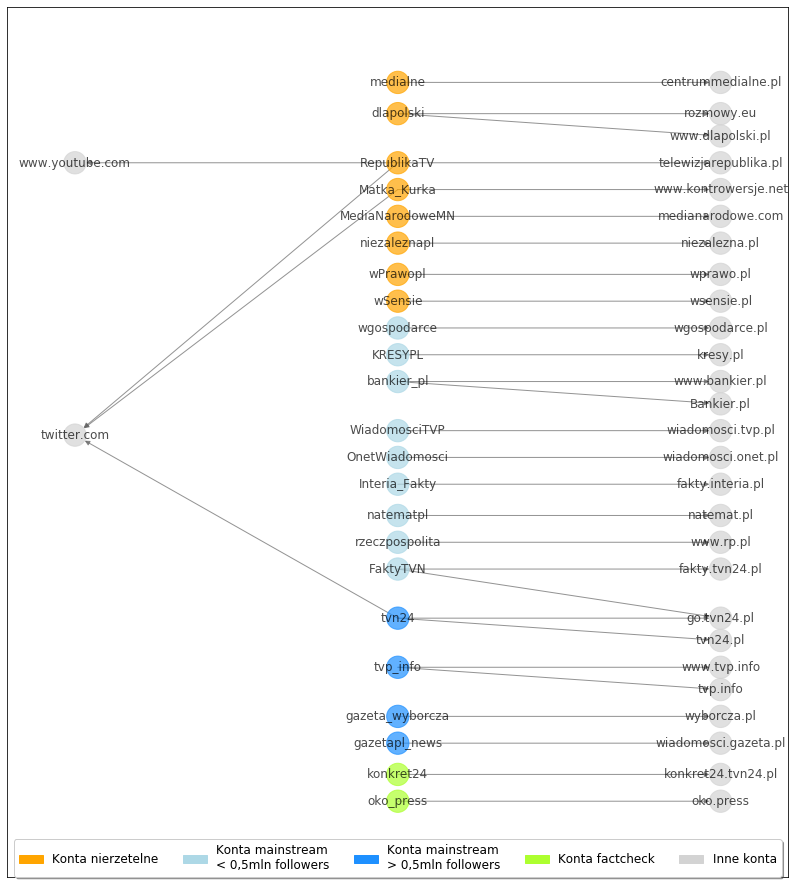 medialne centrummedialne.pl
dlapolski rozmowy.eu
www.dlapolski.pl
www.youtube.com RepublikaTV telewizjarepublika.pl
Matka_Kurka www.kontrowersje.net
MediaNarodoweMN medianarodowe.com
niezaleznapl niezalezna.pl
wPrawopl wprawo.pl
wSensie wsensie.pl
wgospodarce wgospodarce.pl
KRESYPL kresy.pl
bankier_pl www.bankier.pl
Bankier.pl
twitter.com WiadomosciTVP wiadomosci.tvp.pl
OnetWiadomosci wiadomosci.onet.pl
Interia_Fakty fakty.interia.pl
natematpl natemat.pl
rzeczpospolita www.rp.pl
FaktyTVN fakty.tvn24.pl
tvn24 go.tvn24.pl
tvn24.pl
tvp_info www.tvp.info
tvp.info
gazeta_wyborcza wyborcza.pl
gazetapl_news wiadomosci.gazeta.pl
konkret24 konkret24.tvn24.pl
oko_press oko.press
Konta nierzetelne
Konta mainstream
< 0,5mln followers
Konta mainstream
> 0,5mln followers
Konta factcheck
Inne konta